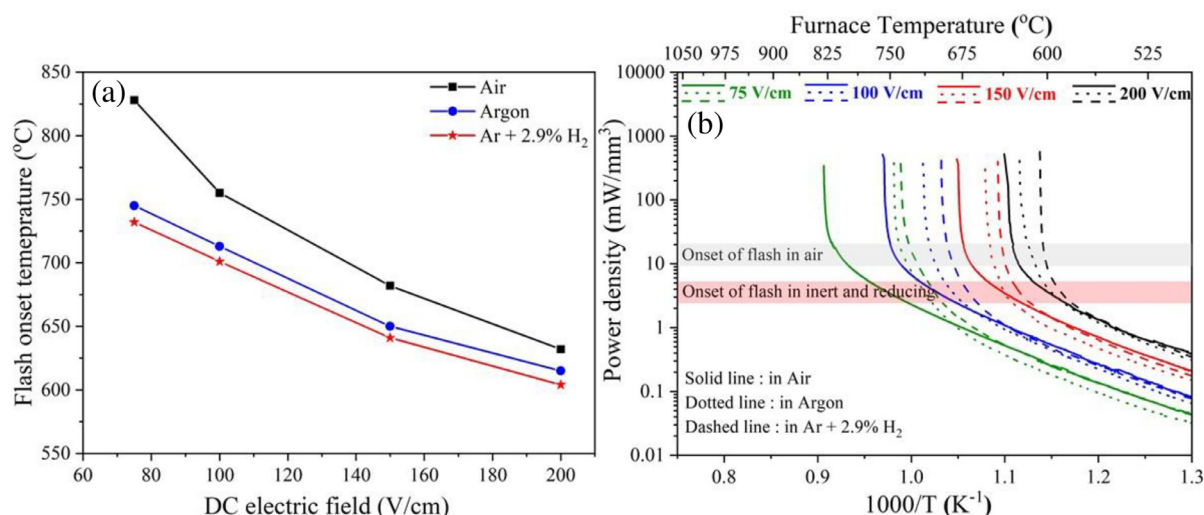 (a)
Air
Argon
Ar + 2.9% H2
Flash onset temeprature (°C)
850
800
750
700
650
600
550
60 80 100 120 140 160 180 200
DC electric field (V/cm)
Furnace Temperature (°C)
1050 975 900 825 750 675 600 525
(b)
75 V/cm 100 V/cm 150 V/cm 200 V/cm
Power density (mW/mm3)
10000
1000
100
10
1
0.1
0.01
Onset of flash in air
Onset of flash in inert and reducing
Solid line : in Air
Dotted line : in Argon
Dashed line : in Ar + 2.9% H2
0.8 0.9 1.0 1.1 1.2 1.3
1000/T (K-1)